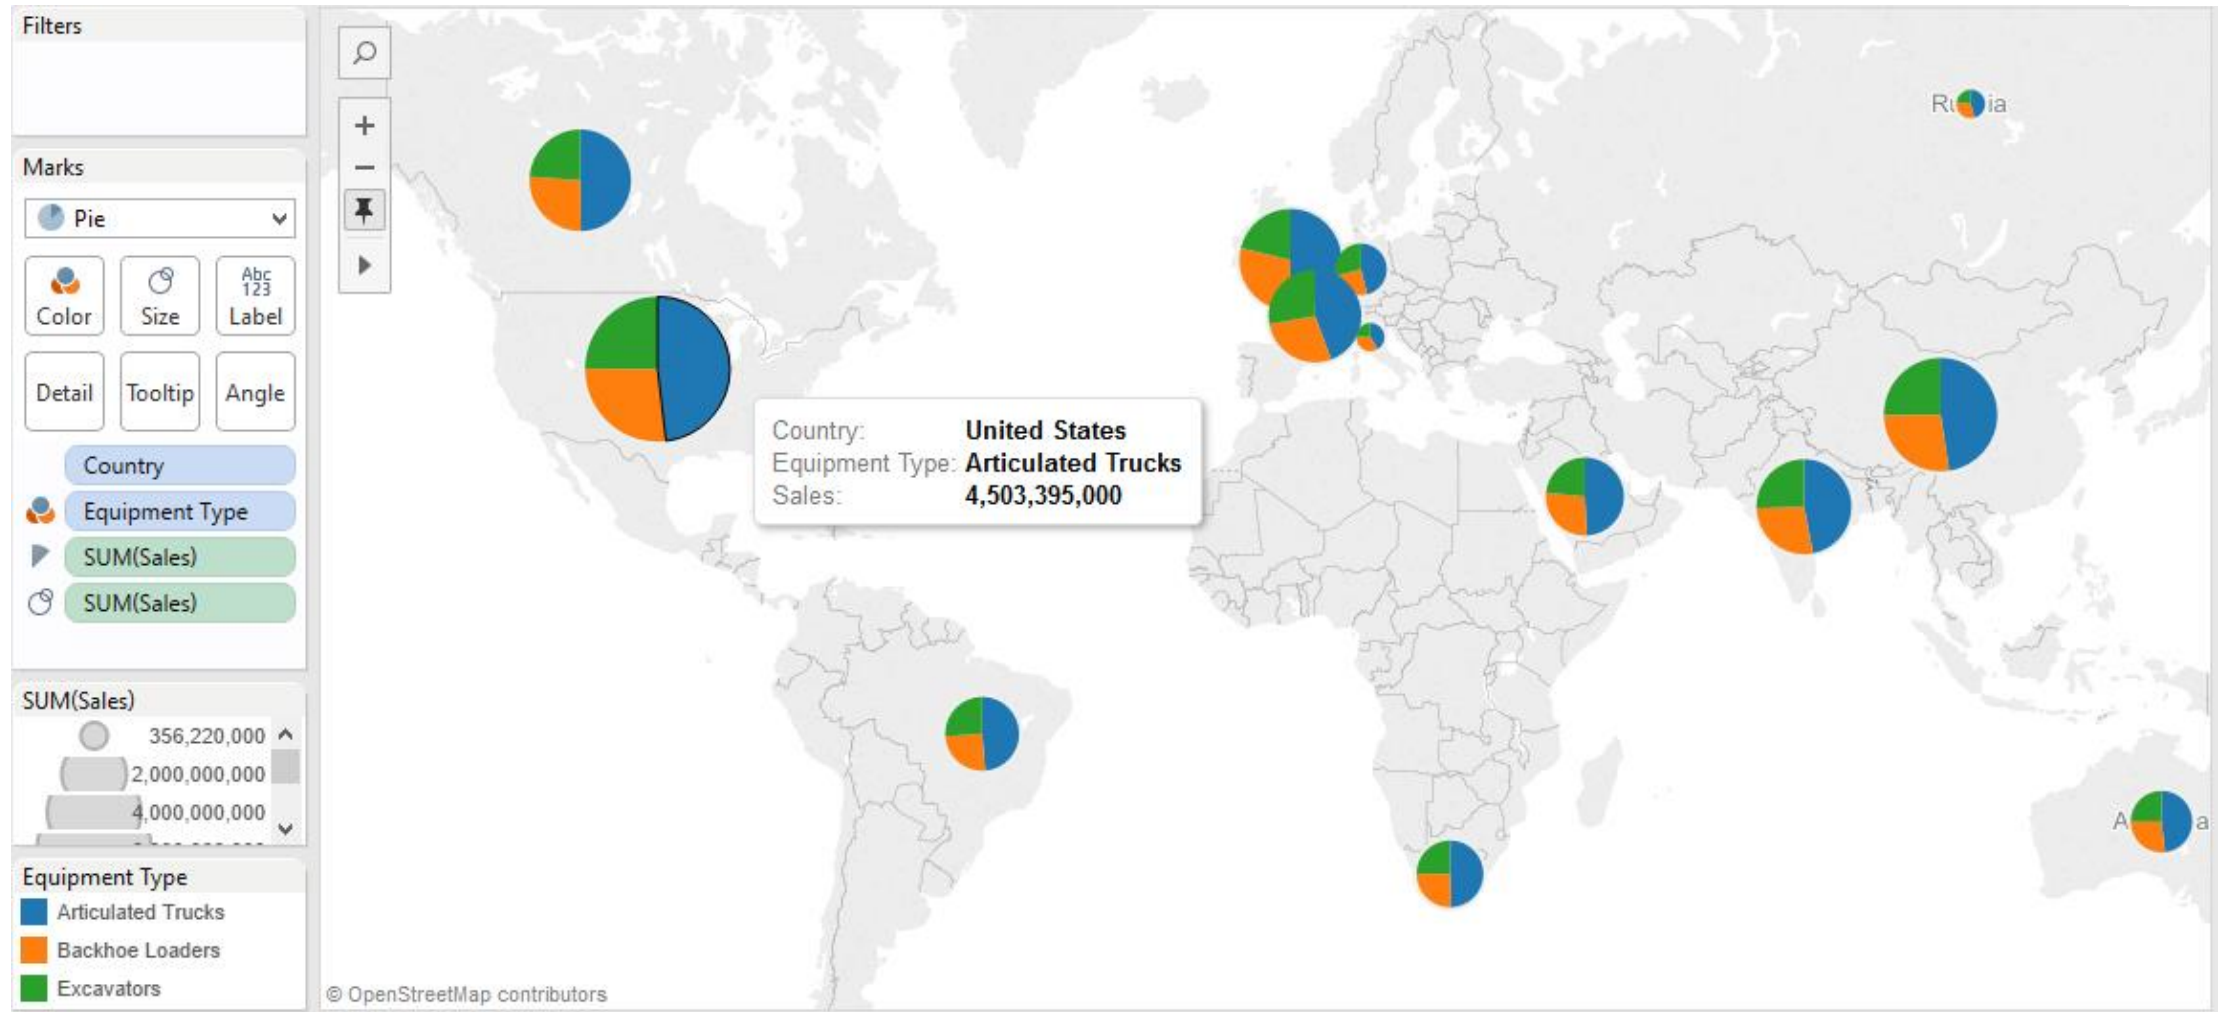 Filters
Marks
Pie
Color
Size
Abc
123
Label
Detail
Tooltip
Angle
Country
Equipment Type
SUM(Sales)
SUM(Sales)
SUM(Sales)
356,220,000
2,000,000,000
4,000,000,000
Equipment Type
Articulated Trucks
Backhoe Loaders
Excavators
Country: United States
Equipment Type: Articulated Trucks
Sales: 4,503,395,000
© OpenStreetMap contributors